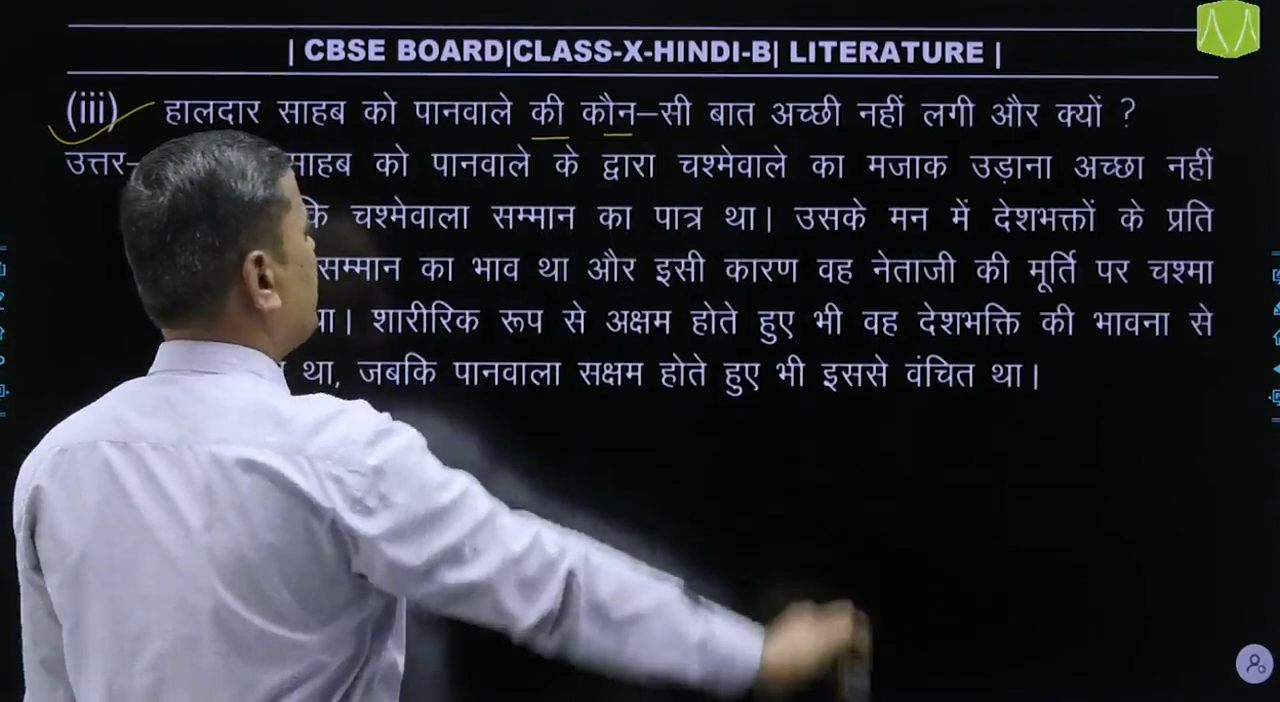 | CBSE BOARD|CLASS-X-HINDI-B| LITERATURE |
(iii) हालदार साहब को पानवाले की कौन–सी बात अच्छी नहीं लगी और क्यों ?
उत्तर– साहब को पानवाले के द्वारा चश्मेवाले का मजाक उड़ाना अच्छा नहीं
चश्मेवाला सम्मान का पात्र था। उसके मन में देशभक्तों के प्रति
सम्मान का भाव था और इसी कारण वह नेताजी की मूर्ति पर चश्मा
शारीरिक रूप से अक्षम होते हुए भी वह देशभक्ति की भावना से
था, जबकि पानवाला सक्षम होते हुए भी इससे वंचित था।